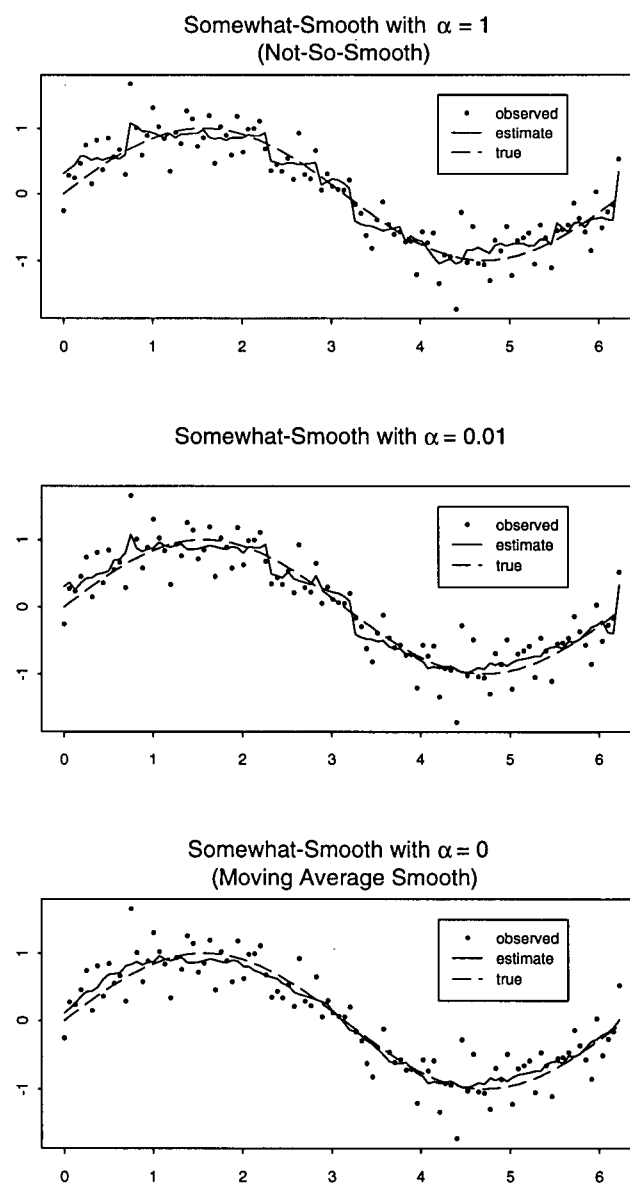 Somewhat-Smooth with α = 1
(Not-So-Smooth)
observed
estimate
true
1
0
-1
0 1 2 3 4 5 6
Somewhat-Smooth with α = 0.01
observed
estimate
true
1
0
-1
0 1 2 3 4 5 6
Somewhat-Smooth with α = 0
(Moving Average Smooth)
observed
estimate
true
1
0
-1
0 1 2 3 4 5 6